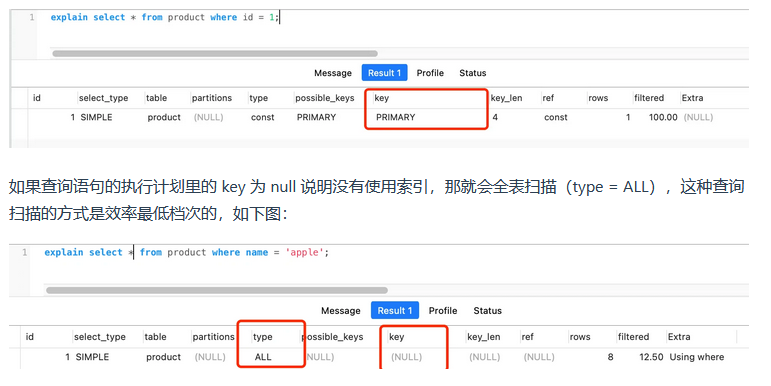 1 explain select * from product where id = 1;
Message Result 1 Profile Status
id select_type table partitions type possible_keys key key_len ref rows filtered Extra
1 SIMPLE product (NULL) const PRIMARY PRIMARY 4 const 1 100.00 (NULL)
如果查询语句的执行计划里的 key 为 null 说明没有使用索引，那就会全表扫描（type = ALL），这种查询
扫描的方式是效率最低档次的，如下图：
1 explain select * from product where name = 'apple';
Message Result 1 Profile Status
id select_type table partitions type possible_keys key key_len ref rows filtered Extra
1 SIMPLE product (NULL) ALL (NULL) (NULL) (NULL) (NULL) 8 12.50 Using where